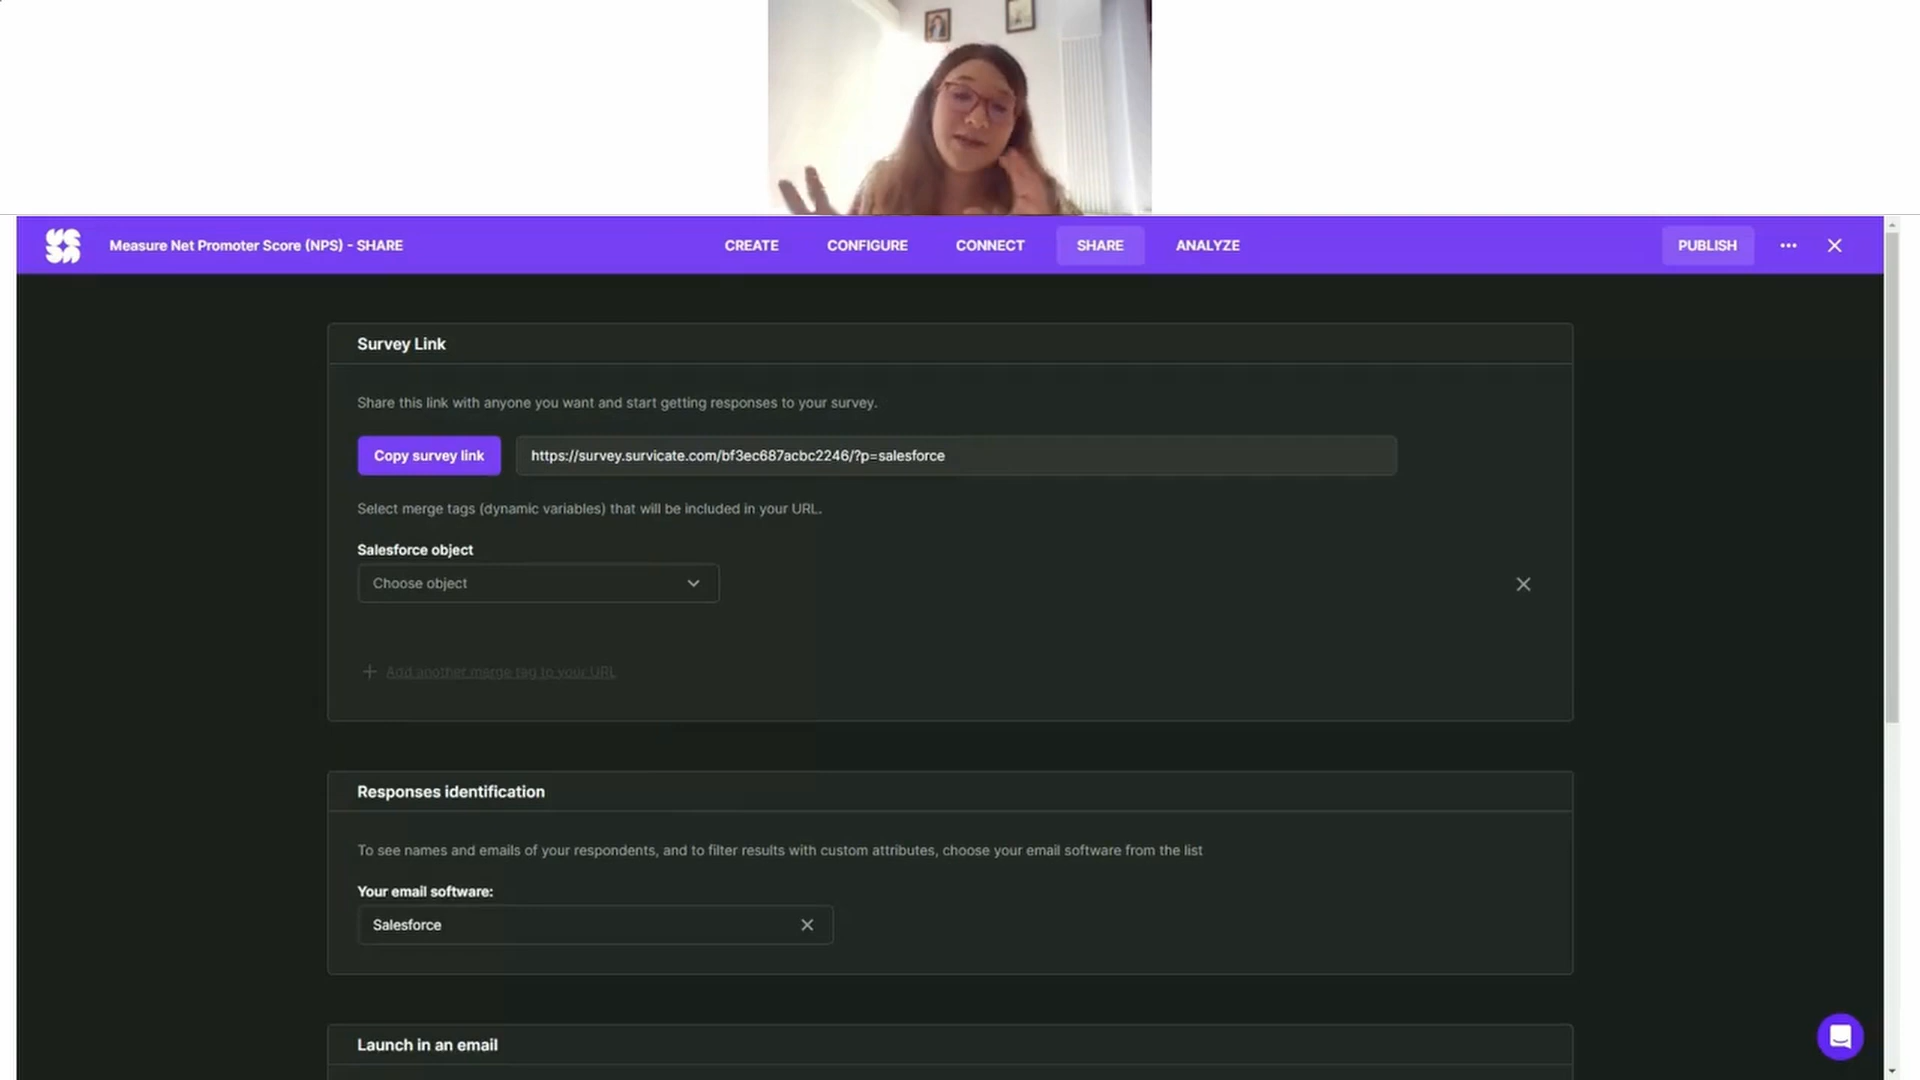 Measure Net Promoter Score (NPS) - SHARE
CREATE
CONFIGURE
CONNECT
SHARE
ANALYZE
PUBLISH
Survey Link
Share this link with anyone you want and start getting responses to your survey.
Copy survey link
https://survey.survicate.com/bf3ec687acbc2246/?p=salesforce
Select merge tags (dynamic variables) that will be included in your URL.
Salesforce object
Choose object
Add another merge tag to your URL
Responses identification
To see names and emails of your respondents, and to filter results with custom attributes, choose your email software from the list
Your email software:
Salesforce
Launch in an email